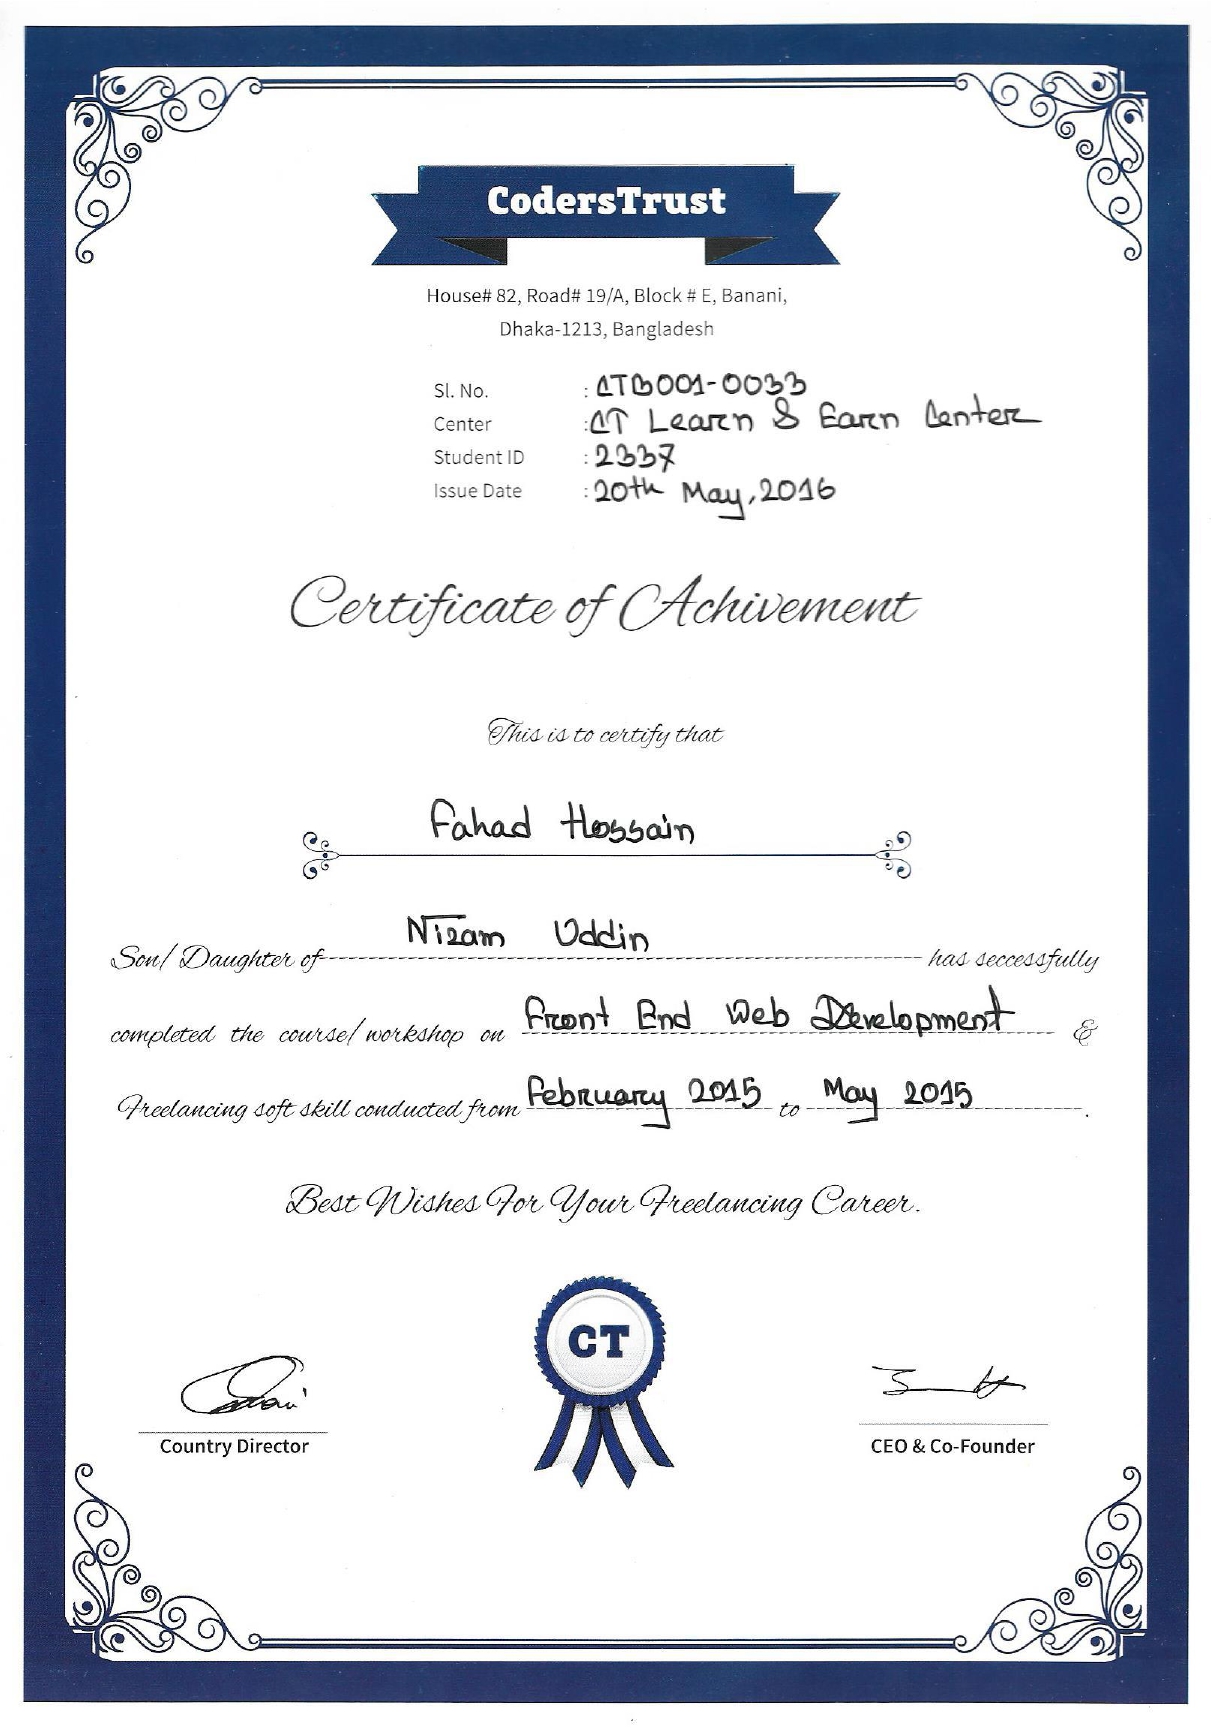 CodersTrust
House# 82, Road# 19/A, Block # E, Banani,
Dhaka-1213, Bangladesh
Sl. No. : CTB001-0033
Center : CT Learn & Earn Center
Student ID : 2337
Issue Date : 20th May, 2016
Certificate of Achivement
This is to certify that
Fahad Hossain
Son/ Daughter of Nizam Uddin has seccessfully
completed the course/ workshop on Front End Web Development &
Freelancing soft skill conducted from February 2015 to May 2015.
Best Wishes For Your Freelancing Career.
CT
Country Director
CEO & Co-Founder